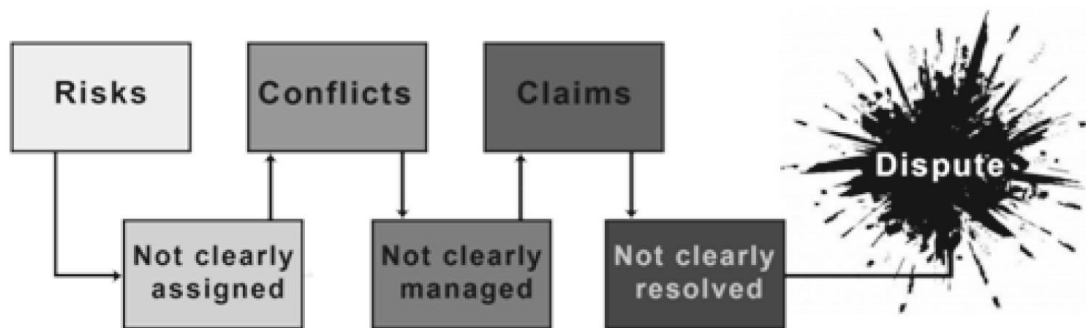 Risks
Conflicts
Claims
Dispute
Not clearly
assigned
Not clearly
managed
Not clearly
resolved